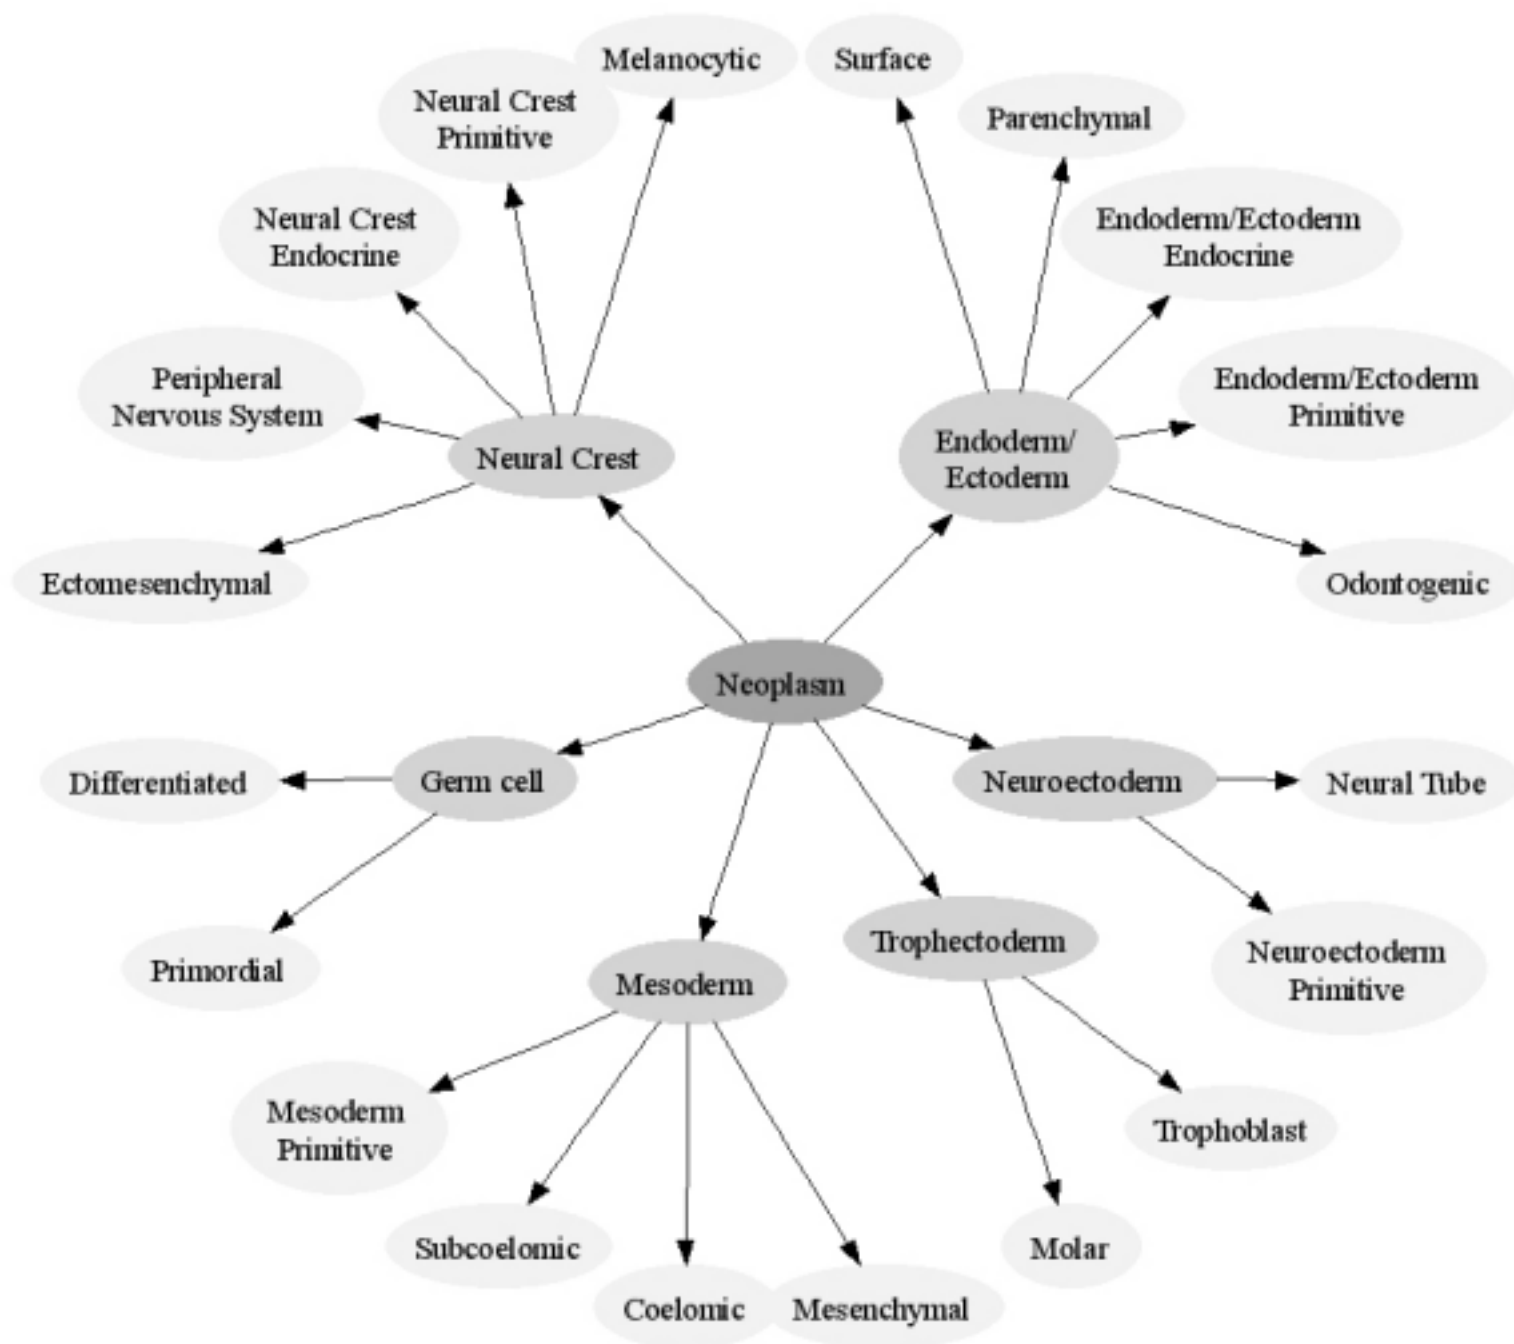 Melanocytic
Surface
Neural Crest
Primitive
Parenchymal
Neural Crest
Endocrine
Endoderm/Ectoderm
Endocrine
Peripheral
Nervous System
Endoderm/Ectoderm
Primitive
Neural Crest
Endoderm/
Ectoderm
Ectomesenchymal
Odontogenic
Neoplasm
Differentiated
Germ cell
Neuroectoderm
Neural Tube
Primordial
Mesoderm
Trophectoderm
Neuroectoderm
Primitive
Mesoderm
Primitive
Trophoblast
Subcoelomic
Molar
Coelomic
Mesenchymal